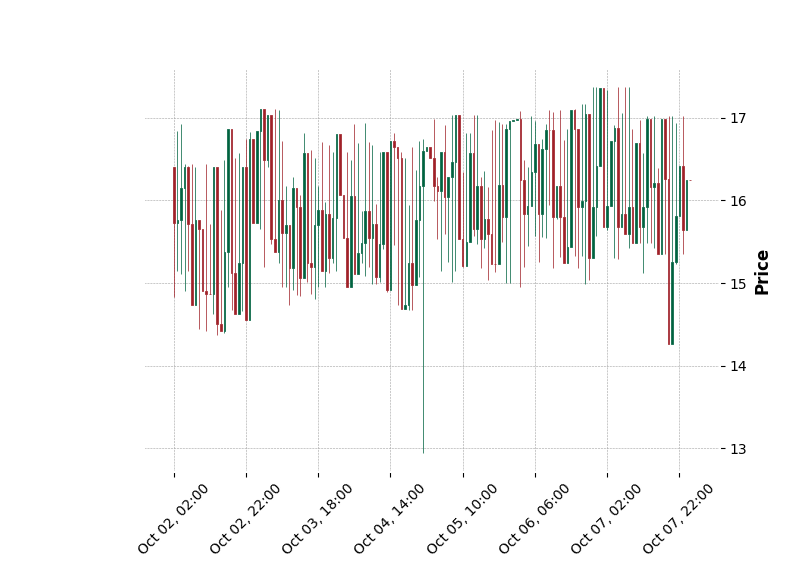 17
16
15
14
13
Price
Oct 02, 02:00
Oct 02, 22:00
Oct 03, 18:00
Oct 04, 14:00
Oct 05, 10:00
Oct 06, 06:00
Oct 07, 02:00
Oct 07, 22:00